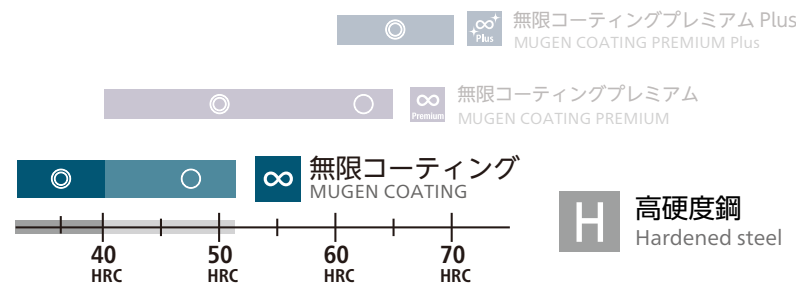 無限コーティングプレミアム Plus
MUGEN COATING PREMIUM Plus
∞
Plus
◎
無限コーティングプレミアム
MUGEN COATING PREMIUM
∞
Premium
◎ ○
無限コーティング
MUGEN COATING
∞
◎ ○
H
高硬度鋼
Hardened steel
40 50 60 70
HRC HRC HRC HRC